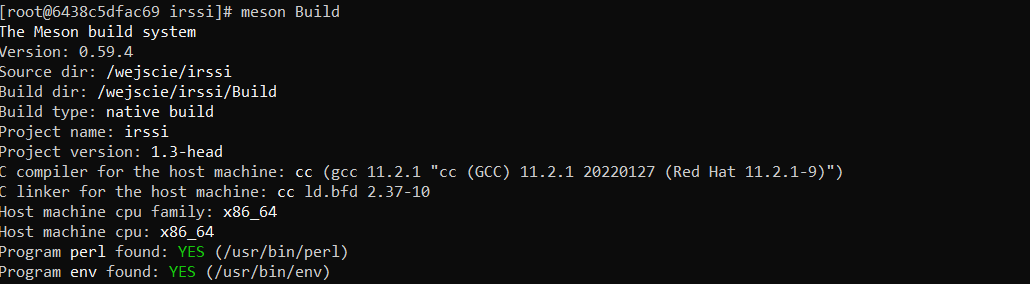 [root@6438c5dfac69 irssi]# meson Build
The Meson build system
Version: 0.59.4
Source dir: /wejscie/irssi
Build dir: /wejscie/irssi/Build
Build type: native build
Project name: irssi
Project version: 1.3-head
C compiler for the host machine: cc (gcc 11.2.1 "cc (GCC) 11.2.1 20220127 (Red Hat 11.2.1-9)")
C linker for the host machine: cc ld.bfd 2.37-10
Host machine cpu family: x86_64
Host machine cpu: x86_64
Program perl found: YES (/usr/bin/perl)
Program env found: YES (/usr/bin/env)